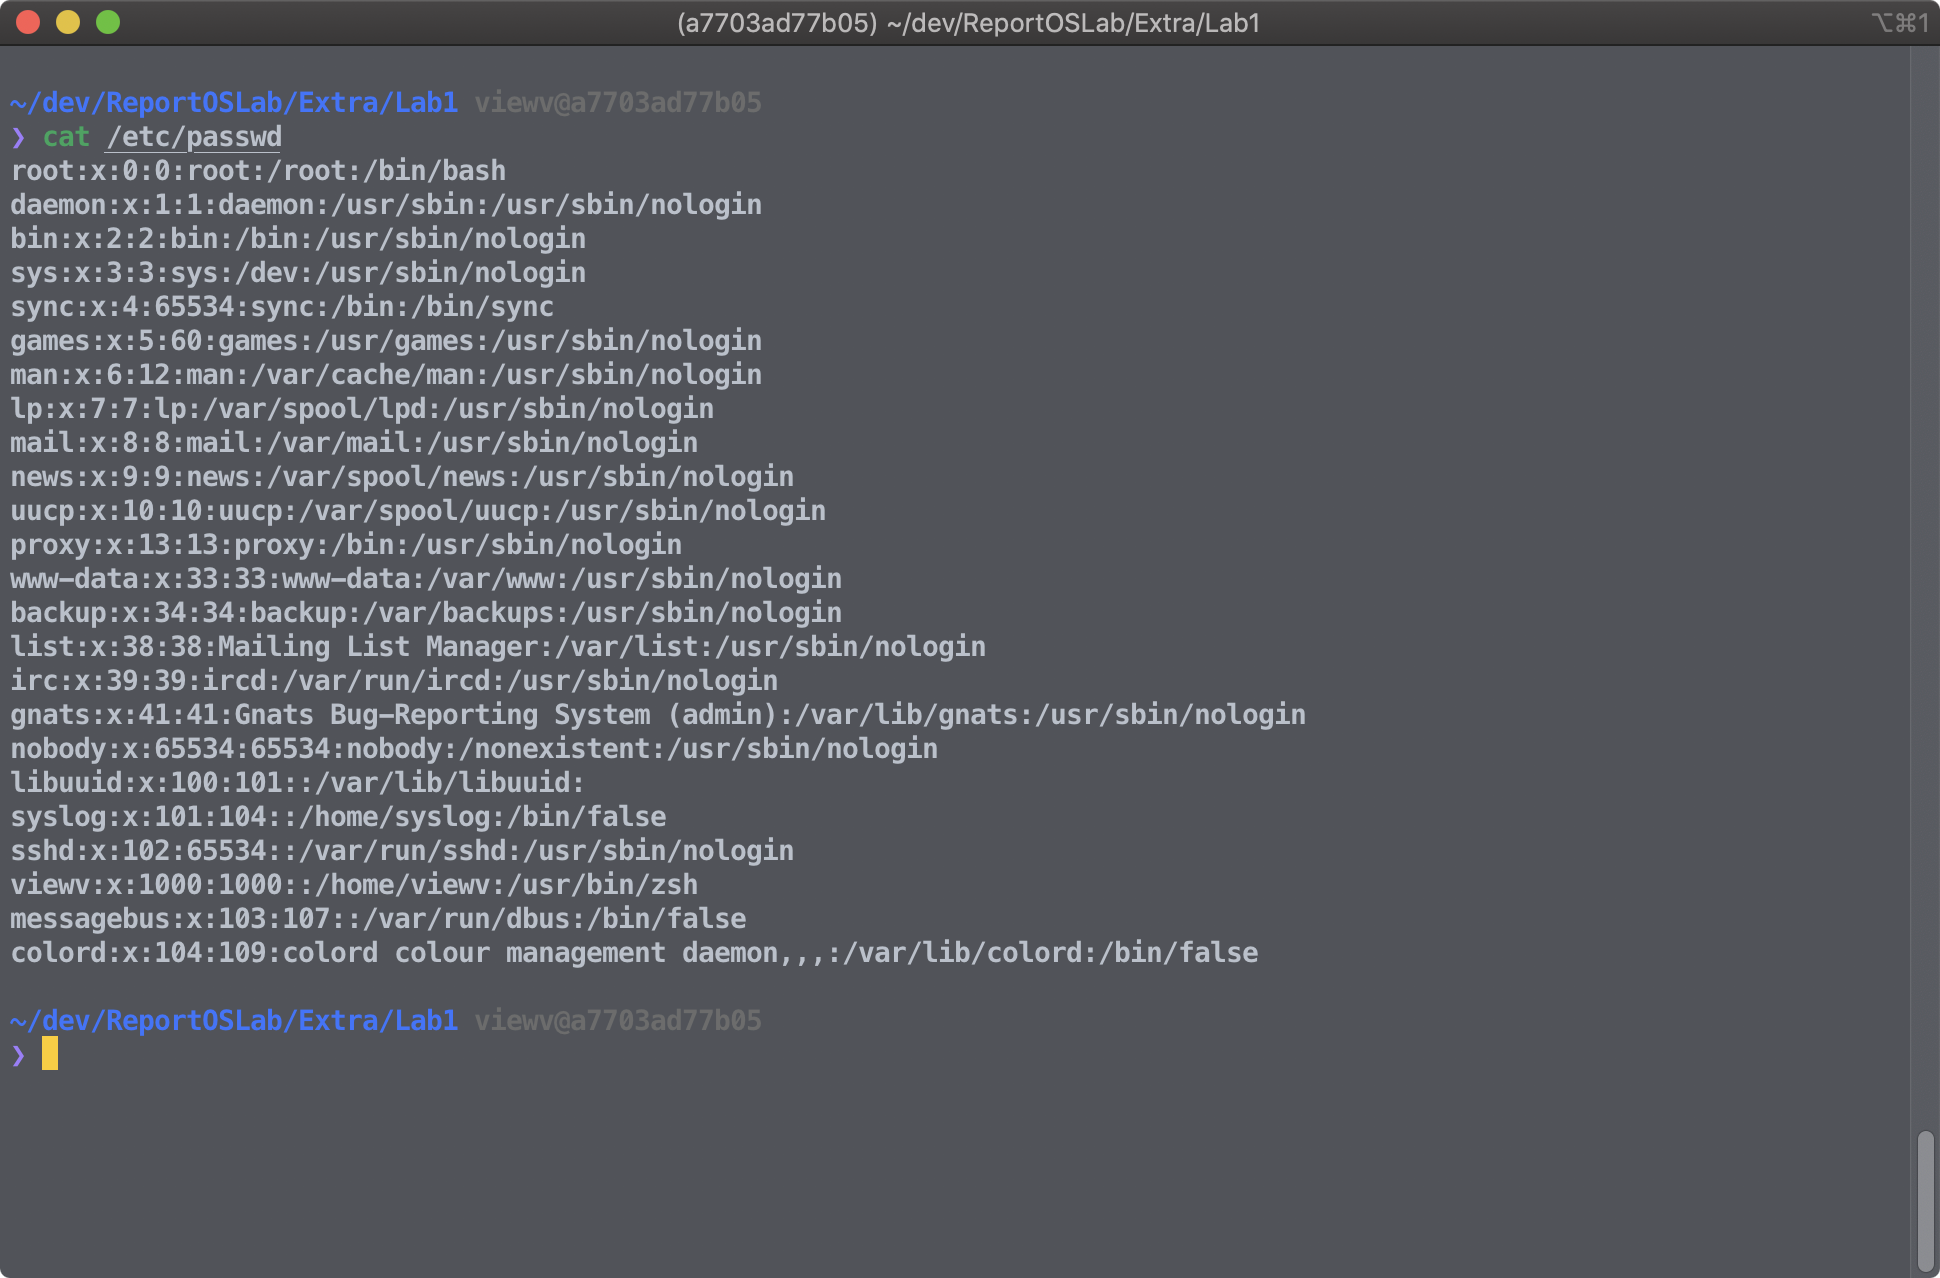 (a7703ad77b05) ~/dev/ReportOSLab/Extra/Lab1 ⌥⌘1
~/dev/ReportOSLab/Extra/Lab1 viewv@a7703ad77b05
❯ cat /etc/passwd
root:x:0:0:root:/root:/bin/bash
daemon:x:1:1:daemon:/usr/sbin:/usr/sbin/nologin
bin:x:2:2:bin:/bin:/usr/sbin/nologin
sys:x:3:3:sys:/dev:/usr/sbin/nologin
sync:x:4:65534:sync:/bin:/bin/sync
games:x:5:60:games:/usr/games:/usr/sbin/nologin
man:x:6:12:man:/var/cache/man:/usr/sbin/nologin
lp:x:7:7:lp:/var/spool/lpd:/usr/sbin/nologin
mail:x:8:8:mail:/var/mail:/usr/sbin/nologin
news:x:9:9:news:/var/spool/news:/usr/sbin/nologin
uucp:x:10:10:uucp:/var/spool/uucp:/usr/sbin/nologin
proxy:x:13:13:proxy:/bin:/usr/sbin/nologin
www-data:x:33:33:www-data:/var/www:/usr/sbin/nologin
backup:x:34:34:backup:/var/backups:/usr/sbin/nologin
list:x:38:38:Mailing List Manager:/var/list:/usr/sbin/nologin
irc:x:39:39:ircd:/var/run/ircd:/usr/sbin/nologin
gnats:x:41:41:Gnats Bug-Reporting System (admin):/var/lib/gnats:/usr/sbin/nologin
nobody:x:65534:65534:nobody:/nonexistent:/usr/sbin/nologin
libuuid:x:100:101::/var/lib/libuuid:
syslog:x:101:104::/home/syslog:/bin/false
sshd:x:102:65534::/var/run/sshd:/usr/sbin/nologin
viewv:x:1000:1000::/home/viewv:/usr/bin/zsh
messagebus:x:103:107::/var/run/dbus:/bin/false
colord:x:104:109:colord colour management daemon,,,:/var/lib/colord:/bin/false
~/dev/ReportOSLab/Extra/Lab1 viewv@a7703ad77b05
❯